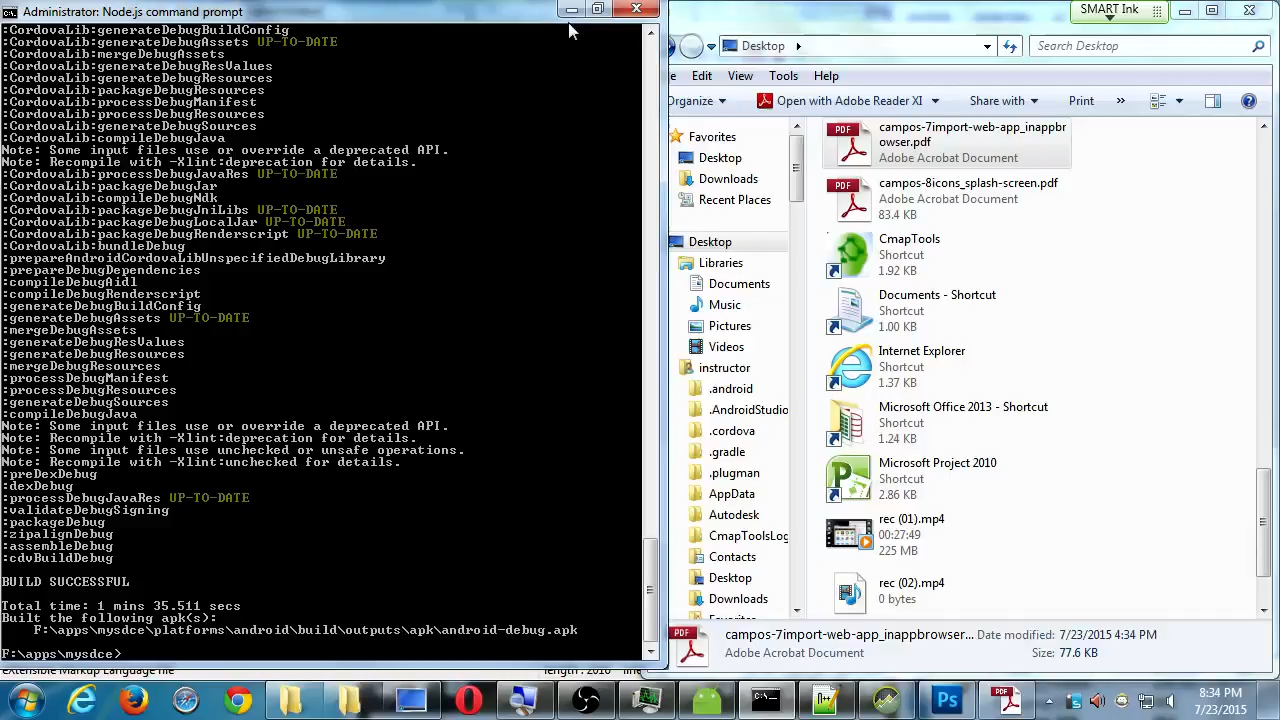 Administrator: Node.js command prompt
:CordovaLib:generateDebugBuildConfig
:CordovaLib:generateDebugAssets UP-TO-DATE
:CordovaLib:mergeDebugAssets
:CordovaLib:generateDebugResValues
:CordovaLib:generateDebugResources
:CordovaLib:packageDebugResources
:CordovaLib:processDebugManifest
:CordovaLib:processDebugResources
:CordovaLib:generateDebugSources
:CordovaLib:compileDebugJava
Note: Some input files use or override a deprecated API.
Note: Recompile with -Xlint:deprecation for details.
:CordovaLib:processDebugJavaRes UP-TO-DATE
:CordovaLib:packageDebugJar
:CordovaLib:compileDebugNdk
:CordovaLib:packageDebugJniLibs UP-TO-DATE
:CordovaLib:packageDebugLocalJar UP-TO-DATE
:CordovaLib:packageDebugRenderscript UP-TO-DATE
:CordovaLib:bundleDebug
:prepareAndroidCordovaLibUnspecifiedDebugLibrary
:prepareDebugDependencies
:compileDebugAidl
:compileDebugRenderscript
:generateDebugBuildConfig
:generateDebugAssets UP-TO-DATE
:mergeDebugAssets
:generateDebugResValues
:generateDebugResources
:mergeDebugResources
:processDebugManifest
:processDebugResources
:generateDebugSources
:compileDebugJava
Note: Some input files use or override a deprecated API.
Note: Recompile with -Xlint:deprecation for details.
Note: Some input files use unchecked or unsafe operations.
Note: Recompile with -Xlint:unchecked for details.
:preDexDebug
:dexDebug
:processDebugJavaRes UP-TO-DATE
:validateDebugSigning
:packageDebug
:zipalignDebug
:assembleDebug
:cdvBuildDebug
BUILD SUCCESSFUL
Total time: 1 mins 35.511 secs
Built the following apk(s):
F:\apps\mysdce\platforms\android\build\outputs\apk\android-debug.apk
F:\apps\mysdce>
SMART Ink
Desktop
Search Desktop
e Edit View Tools Help
Organize Open with Adobe Reader XI Share with Print »
Favorites
Desktop
Downloads
Recent Places
Desktop
Libraries
Documents
Music
Pictures
Videos
instructor
.android
.AndroidStudio
.cordova
.gradle
.plugman
AppData
Autodesk
CmapToolsLog
Contacts
Desktop
Downloads
campos-7import-web-app_inappbr
owser.pdf
Adobe Acrobat Document
campos-8icons_splash-screen.pdf
Adobe Acrobat Document
83.4 KB
CmapTools
Shortcut
1.92 KB
Documents - Shortcut
Shortcut
1.00 KB
Internet Explorer
Shortcut
1.37 KB
Microsoft Office 2013 - Shortcut
Shortcut
1.24 KB
Microsoft Project 2010
Shortcut
2.86 KB
rec (01).mp4
00:27:49
225 MB
rec (02).mp4
0 bytes
campos-7import-web-app_inappbrowser... Date modified: 7/23/2015 4:34 PM
Adobe Acrobat Document Size: 77.6 KB
8:34 PM
7/23/2015